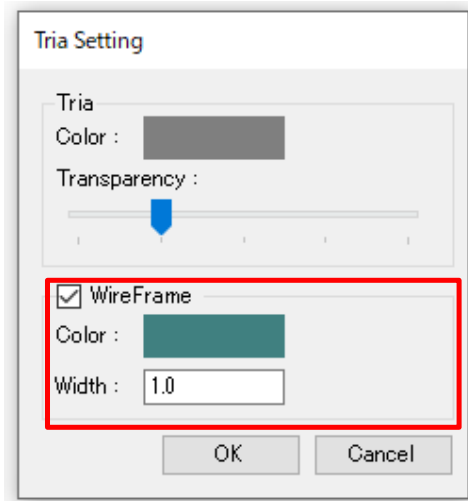 Tria Setting
Tria
Color :
Transparency :
WireFrame
Color :
Width : 1.0
OK Cancel